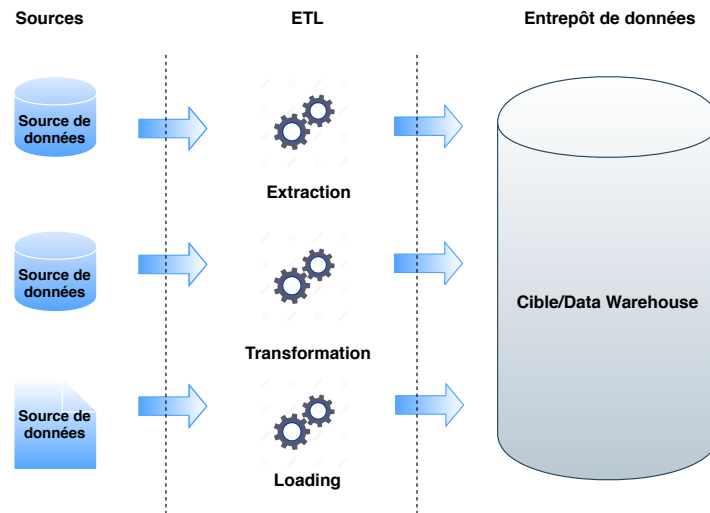 Sources
ETL
Entrepôt de données
Source de
données
Extraction
Source de
données
Cible/Data Warehouse
Transformation
Source de
données
Loading